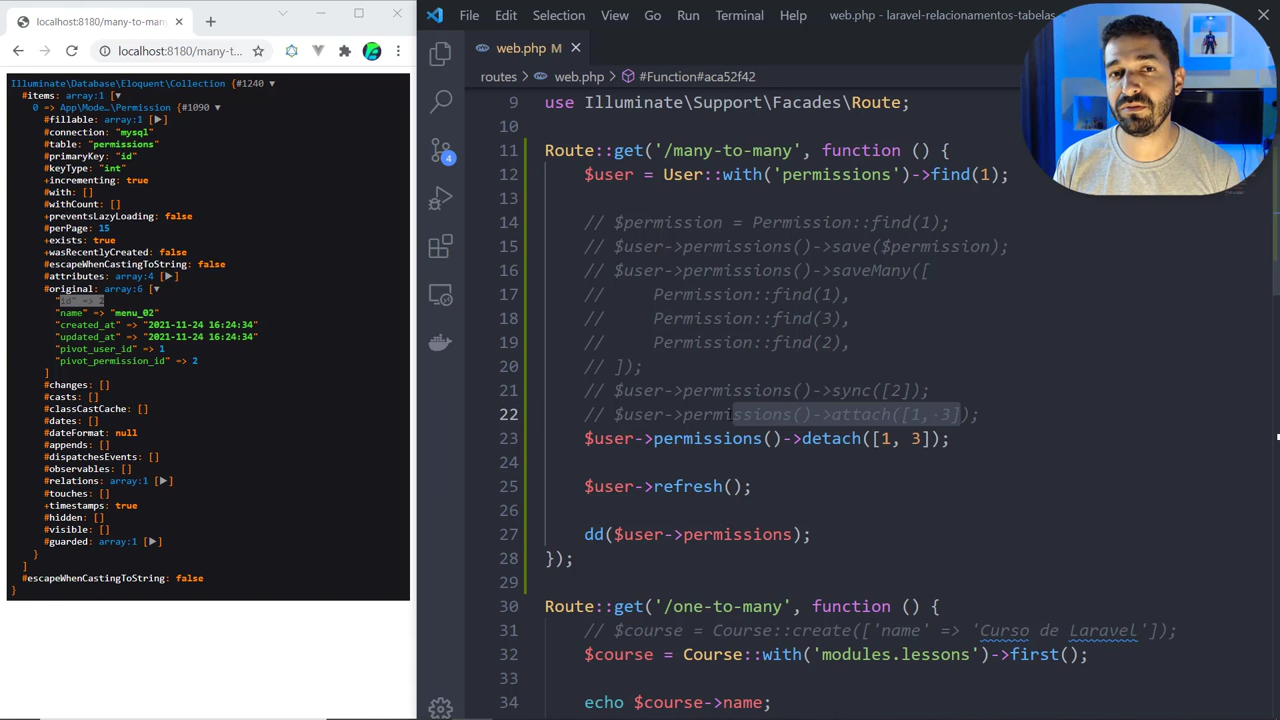 localhost:8180/many-to-many
localhost:8180/many-t...
Illuminate\Database\Eloquent\Collection {#1240 ▼
#items: array:1 [▼
0 => App\Mode…\Permission {#1090 ▼
#fillable: array:1 [▶]
#connection: "mysql"
#table: "permissions"
#primaryKey: "id"
#keyType: "int"
+incrementing: true
#with: []
#withCount: []
+preventsLazyLoading: false
#perPage: 15
+exists: true
+wasRecentlyCreated: false
#escapeWhenCastingToString: false
#attributes: array:4 [▶]
#original: array:6 [▼
"id" => 2
"name" => "menu_02"
"created_at" => "2021-11-24 16:24:34"
"updated_at" => "2021-11-24 16:24:34"
"pivot_user_id" => 1
"pivot_permission_id" => 2
]
#changes: []
#casts: []
#classCastCache: []
#dates: []
#dateFormat: null
#appends: []
#dispatchesEvents: []
#observables: []
#relations: array:1 [▶]
#touches: []
+timestamps: true
#hidden: []
#visible: []
#guarded: array:1 [▶]
}
]
#escapeWhenCastingToString: false
}
File Edit Selection View Go Run Terminal Help web.php - laravel-relacionamentos-tabelas
web.php M
routes > web.php > #Function#aca52f42
4
9 use Illuminate\Support\Facades\Route;
10
11 Route::get('/many-to-many', function () {
12 $user = User::with('permissions')->find(1);
13
14 // $permission = Permission::find(1);
15 // $user->permissions()->save($permission);
16 // $user->permissions()->saveMany([
17 // Permission::find(1),
18 // Permission::find(3),
19 // Permission::find(2),
20 // ]);
21 // $user->permissions()->sync([2]);
22 // $user->permissions()->attach([1, 3]);
23 $user->permissions()->detach([1, 3]);
24
25 $user->refresh();
26
27 dd($user->permissions);
28 });
29
30 Route::get('/one-to-many', function () {
31 // $course = Course::create(['name' => 'Curso de Laravel']);
32 $course = Course::with('modules.lessons')->first();
33
34 echo $course->name;